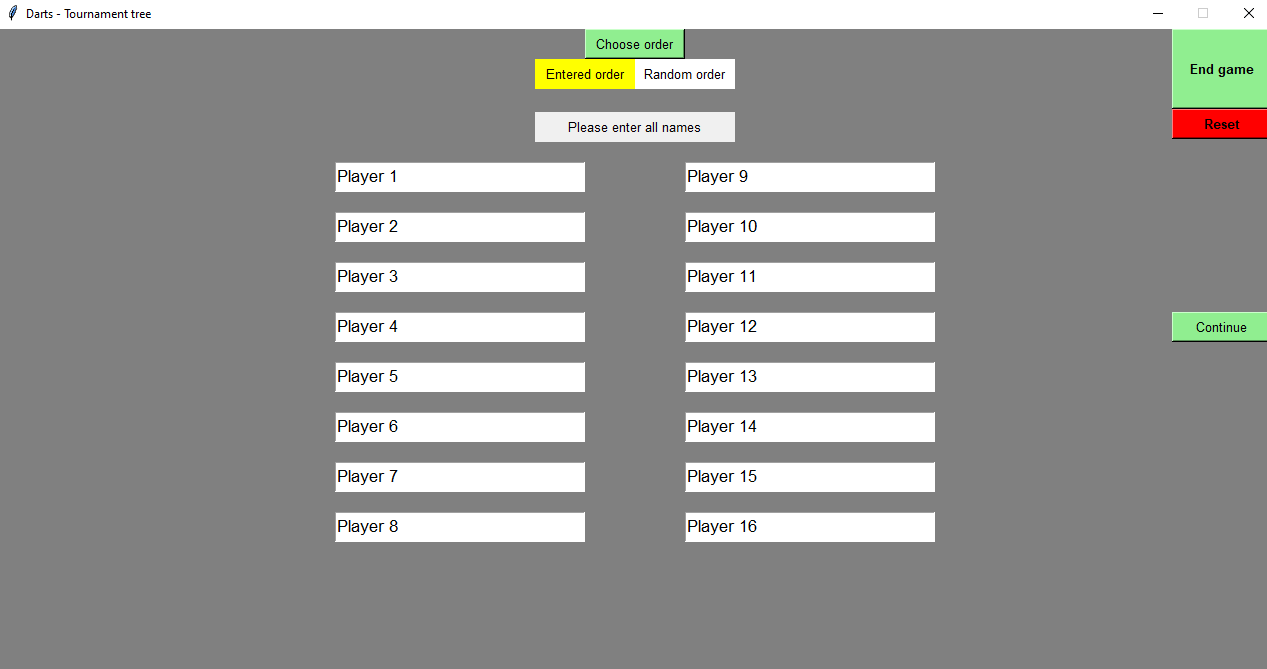 Darts - Tournament tree
Choose order
End game
Entered order Random order
Please enter all names
Reset
Player 1 Player 9
Player 2 Player 10
Player 3 Player 11
Player 4 Player 12
Continue
Player 5 Player 13
Player 6 Player 14
Player 7 Player 15
Player 8 Player 16